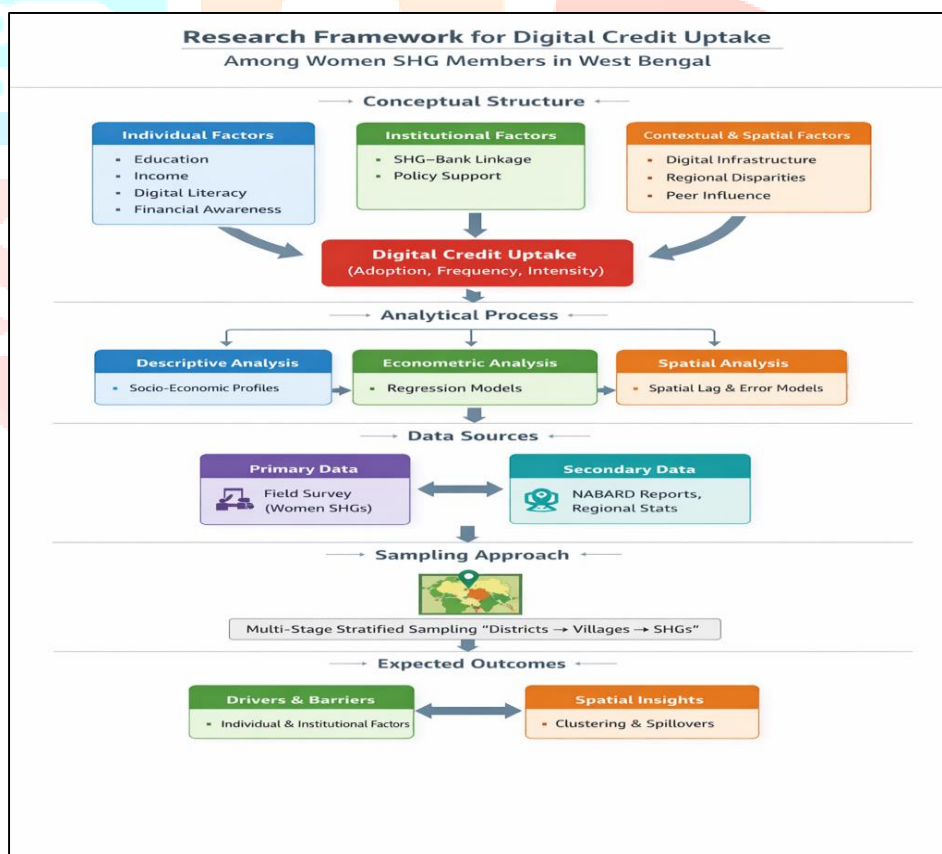 Research Framework for Digital Credit Uptake
Among Women SHG Members in West Bengal
Conceptual Structure
Individual Factors
▪ Education
▪ Income
▪ Digital Literacy
▪ Financial Awareness
Institutional Factors
▪ SHG–Bank Linkage
▪ Policy Support
Contextual & Spatial Factors
▪ Digital Infrastructure
▪ Regional Disparities
▪ Peer Influence
Digital Credit Uptake
(Adoption, Frequency, Intensity)
Analytical Process
Descriptive Analysis
▪ Socio-Economic Profiles
Econometric Analysis
▪ Regression Models
Spatial Analysis
▪ Spatial Lag & Error Models
Data Sources
Primary Data
Field Survey
(Women SHGs)
Secondary Data
NABARD Reports,
Regional Stats
Sampling Approach
Multi-Stage Stratified Sampling "Districts → Villages → SHGs"
Expected Outcomes
Drivers & Barriers
▪ Individual & Institutional Factors
Spatial Insights
▪ Clustering & Spillovers